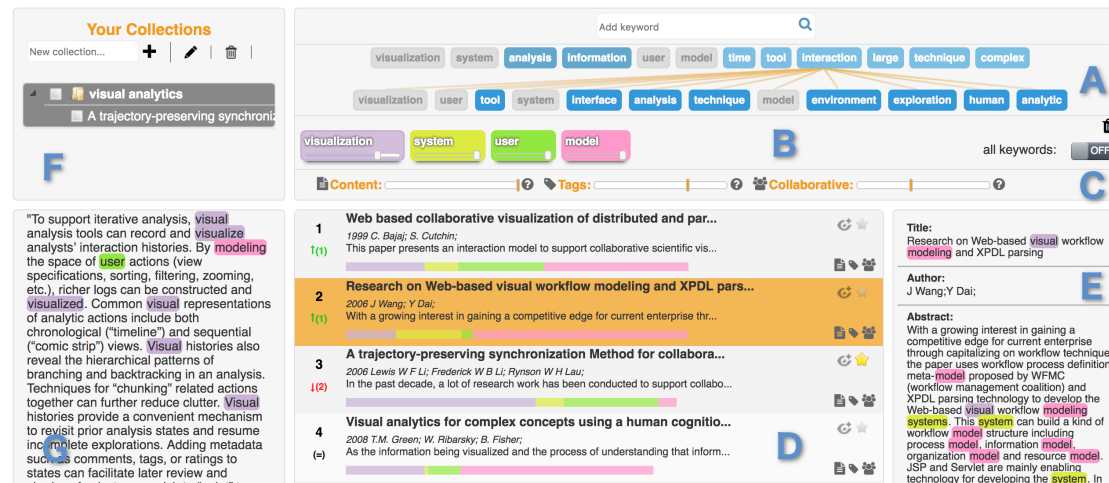 Your Collections
New collection...
visual analytics
A trajectory-preserving synchroniz
F
Add keyword
visualization system analysis information user model time tool interaction large technique complex
A
visualization user tool system interface analysis technique model environment exploration human analytic
visualization system user model
B
all keywords: OFF
Content: ? Tags: ? Collaborative: ?
C
"To support iterative analysis, visual
analysis tools can record and visualize
analysts' interaction histories. By modeling
the space of user actions (view
specifications, sorting, filtering, zooming,
etc.), richer logs can be constructed and
visualized. Common visual representations
of analytic actions include both
chronological ("timeline") and sequential
("comic strip") views. Visual histories also
reveal the hierarchical patterns of
branching and backtracking in an analysis.
Techniques for "chunking" related actions
together can further reduce clutter. Visual
histories provide a convenient mechanism
to revisit prior analysis states and resume
incomplete explorations. Adding metadata
such as comments, tags, or ratings to
states can facilitate later review and
G
1
Web based collaborative visualization of distributed and par...
1999 C. Bajaj; S. Cutchin;
↑(1)
This paper presents an interaction model to support collaborative scientific vis...
2
Research on Web-based visual workflow modeling and XPDL pars...
2006 J Wang; Y Dai;
↑(1)
With a growing interest in gaining a competitive edge for current enterprise thr...
3
A trajectory-preserving synchronization Method for collabora...
2006 Lewis W F Li; Frederick W B Li; Rynson W H Lau;
↓(2)
In the past decade, a lot of research work has been conducted to support collabo...
4
Visual analytics for complex concepts using a human cognitio...
2008 T.M. Green; W. Ribarsky; B. Fisher;
(=)
As the information being visualized and the process of understanding that inform...
D
Title:
Research on Web-based visual workflow
modeling and XPDL parsing
Author:
J Wang;Y Dai;
E
Abstract:
With a growing interest in gaining a
competitive edge for current enterprise
through capitalizing on workflow technique
the paper uses workflow process definition
meta-model proposed by WFMC
(workflow management coalition) and
XPDL parsing technology to develop the
Web-based visual workflow modeling
systems. This system can build a kind of
workflow model structure including
process model, information model,
organization model and resource model.
JSP and Servlet are mainly enabling
technology for developing the system. In